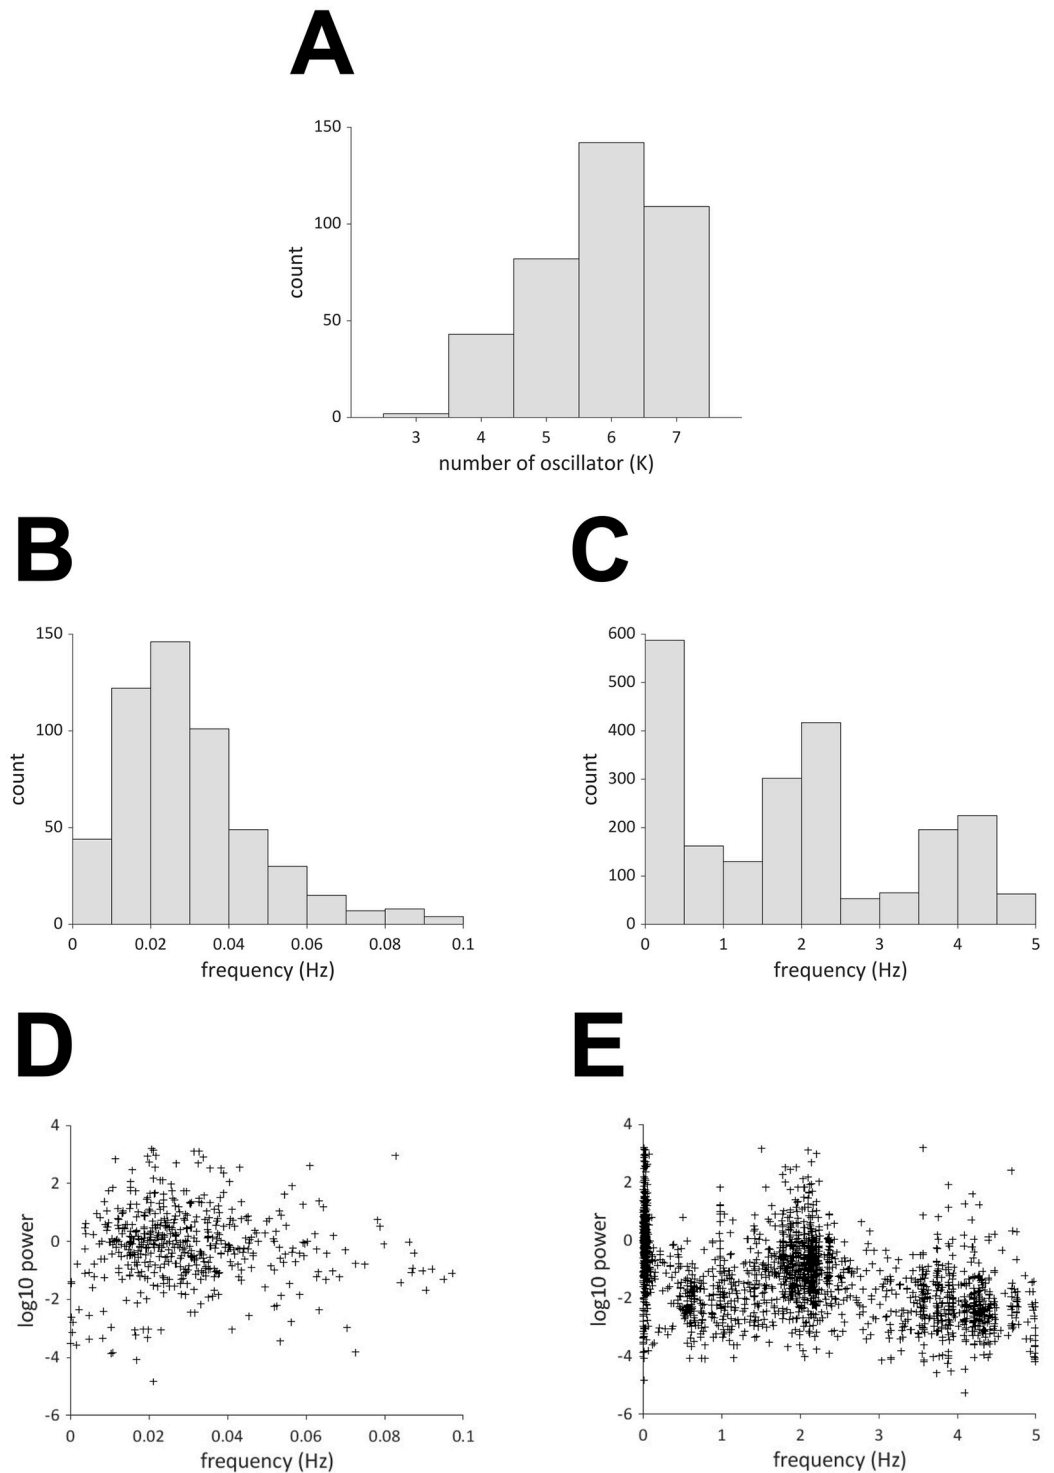 A
150
100
50
0
count
3 4 5 6 7
number of oscillator (K)
B
150
100
50
0
count
0 0.02 0.04 0.06 0.08 0.1
frequency (Hz)
C
600
500
400
300
200
100
0
count
0 1 2 3 4 5
frequency (Hz)
D
4
2
0
-2
-4
-6
log10 power
0 0.02 0.04 0.06 0.08 0.1
frequency (Hz)
E
4
2
0
-2
-4
-6
log10 power
0 1 2 3 4 5
frequency (Hz)